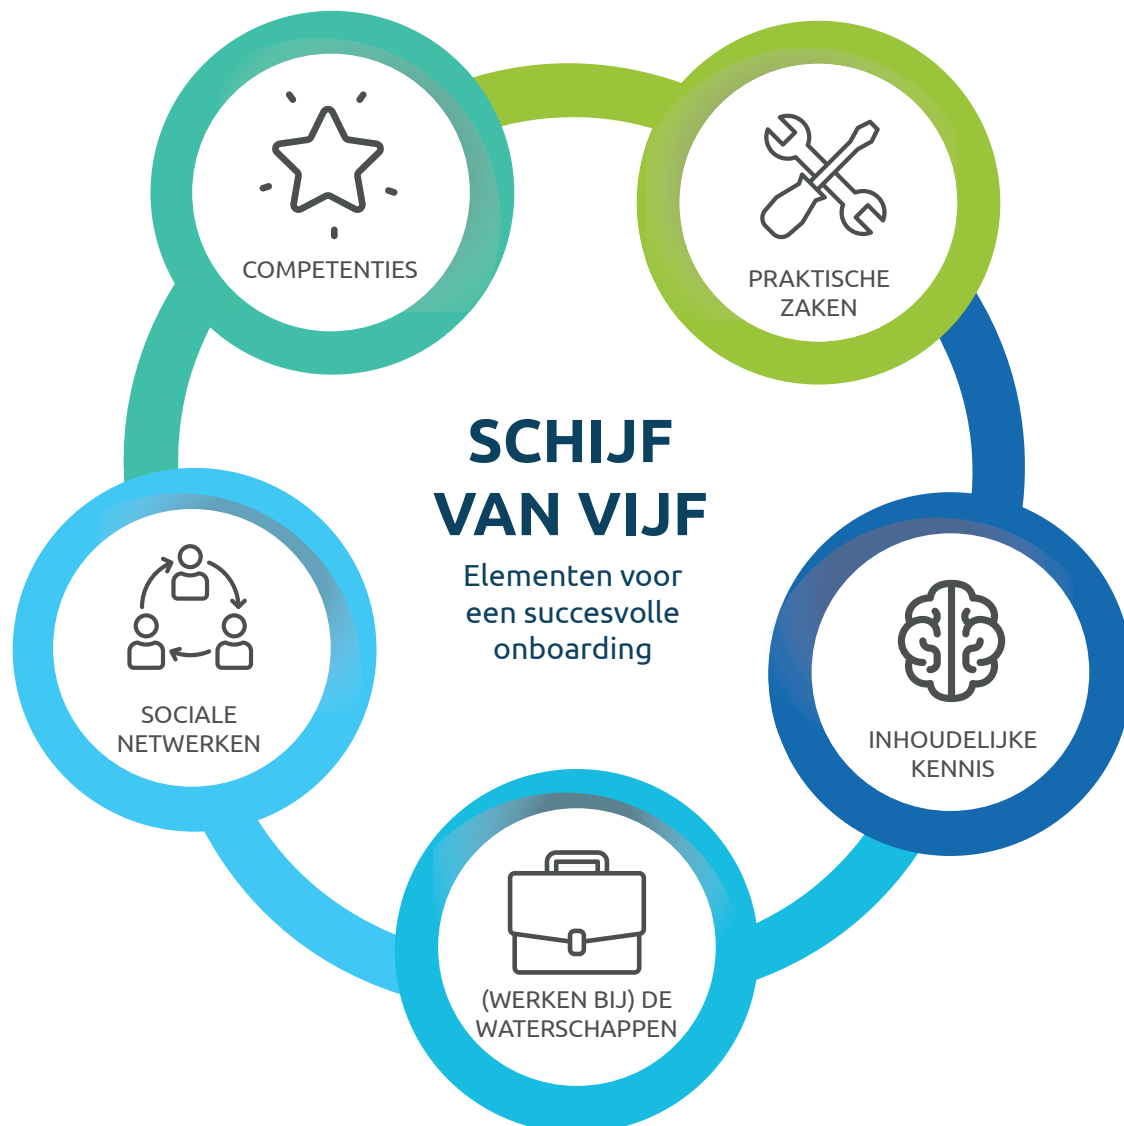 COMPETENTIES
PRAKTISCHE
ZAKEN
SCHIJF
VAN VIJF
Elementen voor
een succesvolle
onboarding
SOCIALE
NETWERKEN
INHOUDELIJKE
KENNIS
(WERKEN BIJ) DE
WATERSCHAPPEN